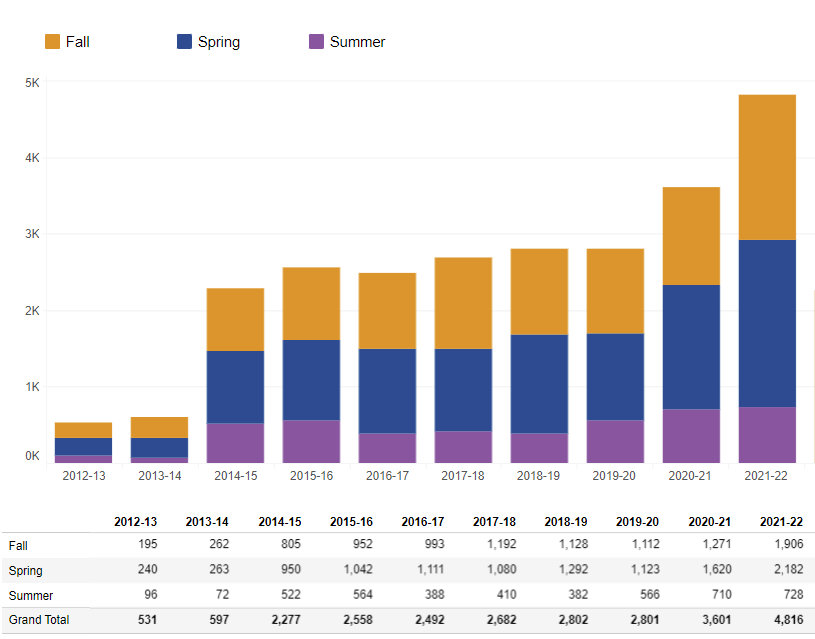 Fall Spring Summer
5K
4K
3K
2K
1K
0K
2012-13 2013-14 2014-15 2015-16 2016-17 2017-18 2018-19 2019-20 2020-21 2021-22
2012-13 2013-14 2014-15 2015-16 2016-17 2017-18 2018-19 2019-20 2020-21 2021-22
Fall 195 262 805 952 993 1,192 1,128 1,112 1,271 1,906
Spring 240 263 950 1,042 1,111 1,080 1,292 1,123 1,620 2,182
Summer 96 72 522 564 388 410 382 566 710 728
Grand Total 531 597 2,277 2,558 2,492 2,682 2,802 2,801 3,601 4,816